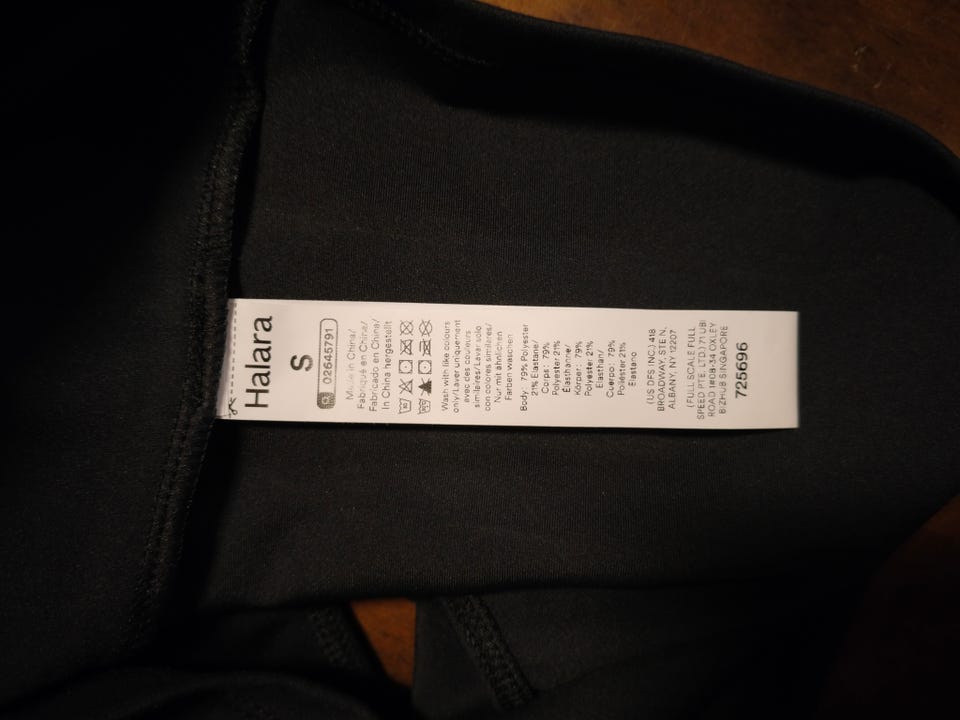 Halara
S
02645791
Made in China/
Fabriqué en Chine/
Fabricado en China/
In China hergestellt
Wash with like colours
only/Laver uniquement
avec des couleurs
similaires/Lavar solo
con colores similares/
Nur mit ähnlichen
Farben waschen
Body: 79% Polyester
21% Elastane/
Corps: 79%
Polyester 21%
Élasthanne/
Körper: 79%
Polyester 21%
Elasthan/
Cuerpo: 79%
Poliéster 21%
Elastano
(US DFS INC.) 418
BROADWAY, STE N,
ALBANY, NY 12207
(FULL SCALE FULL
SPEED PTE. LTD.) 71 UBI
ROAD 1#08-34 OXLEY
BIZHUB SINGAPORE
725696